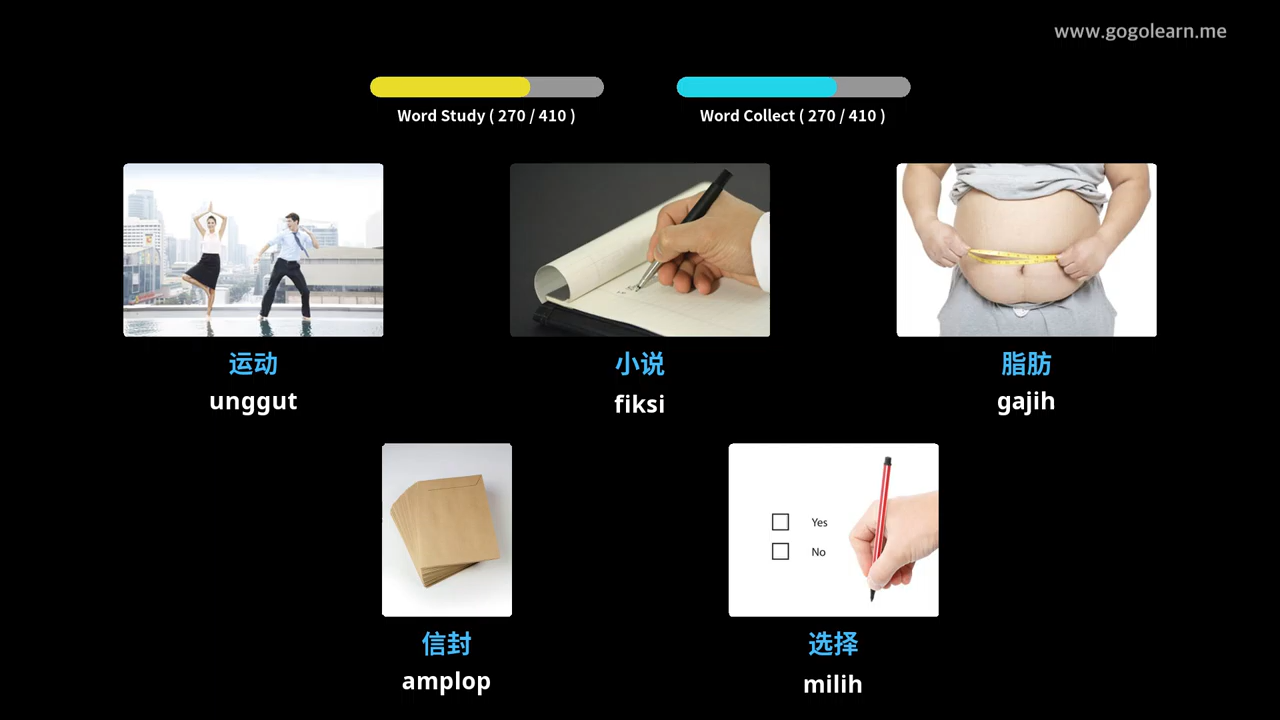 www.gogolearn.me
Word Study ( 270 / 410 )
Word Collect ( 270 / 410 )
运动
unggut
小说
fiksi
脂肪
gajih
Yes
No
信封
amplop
选择
milih